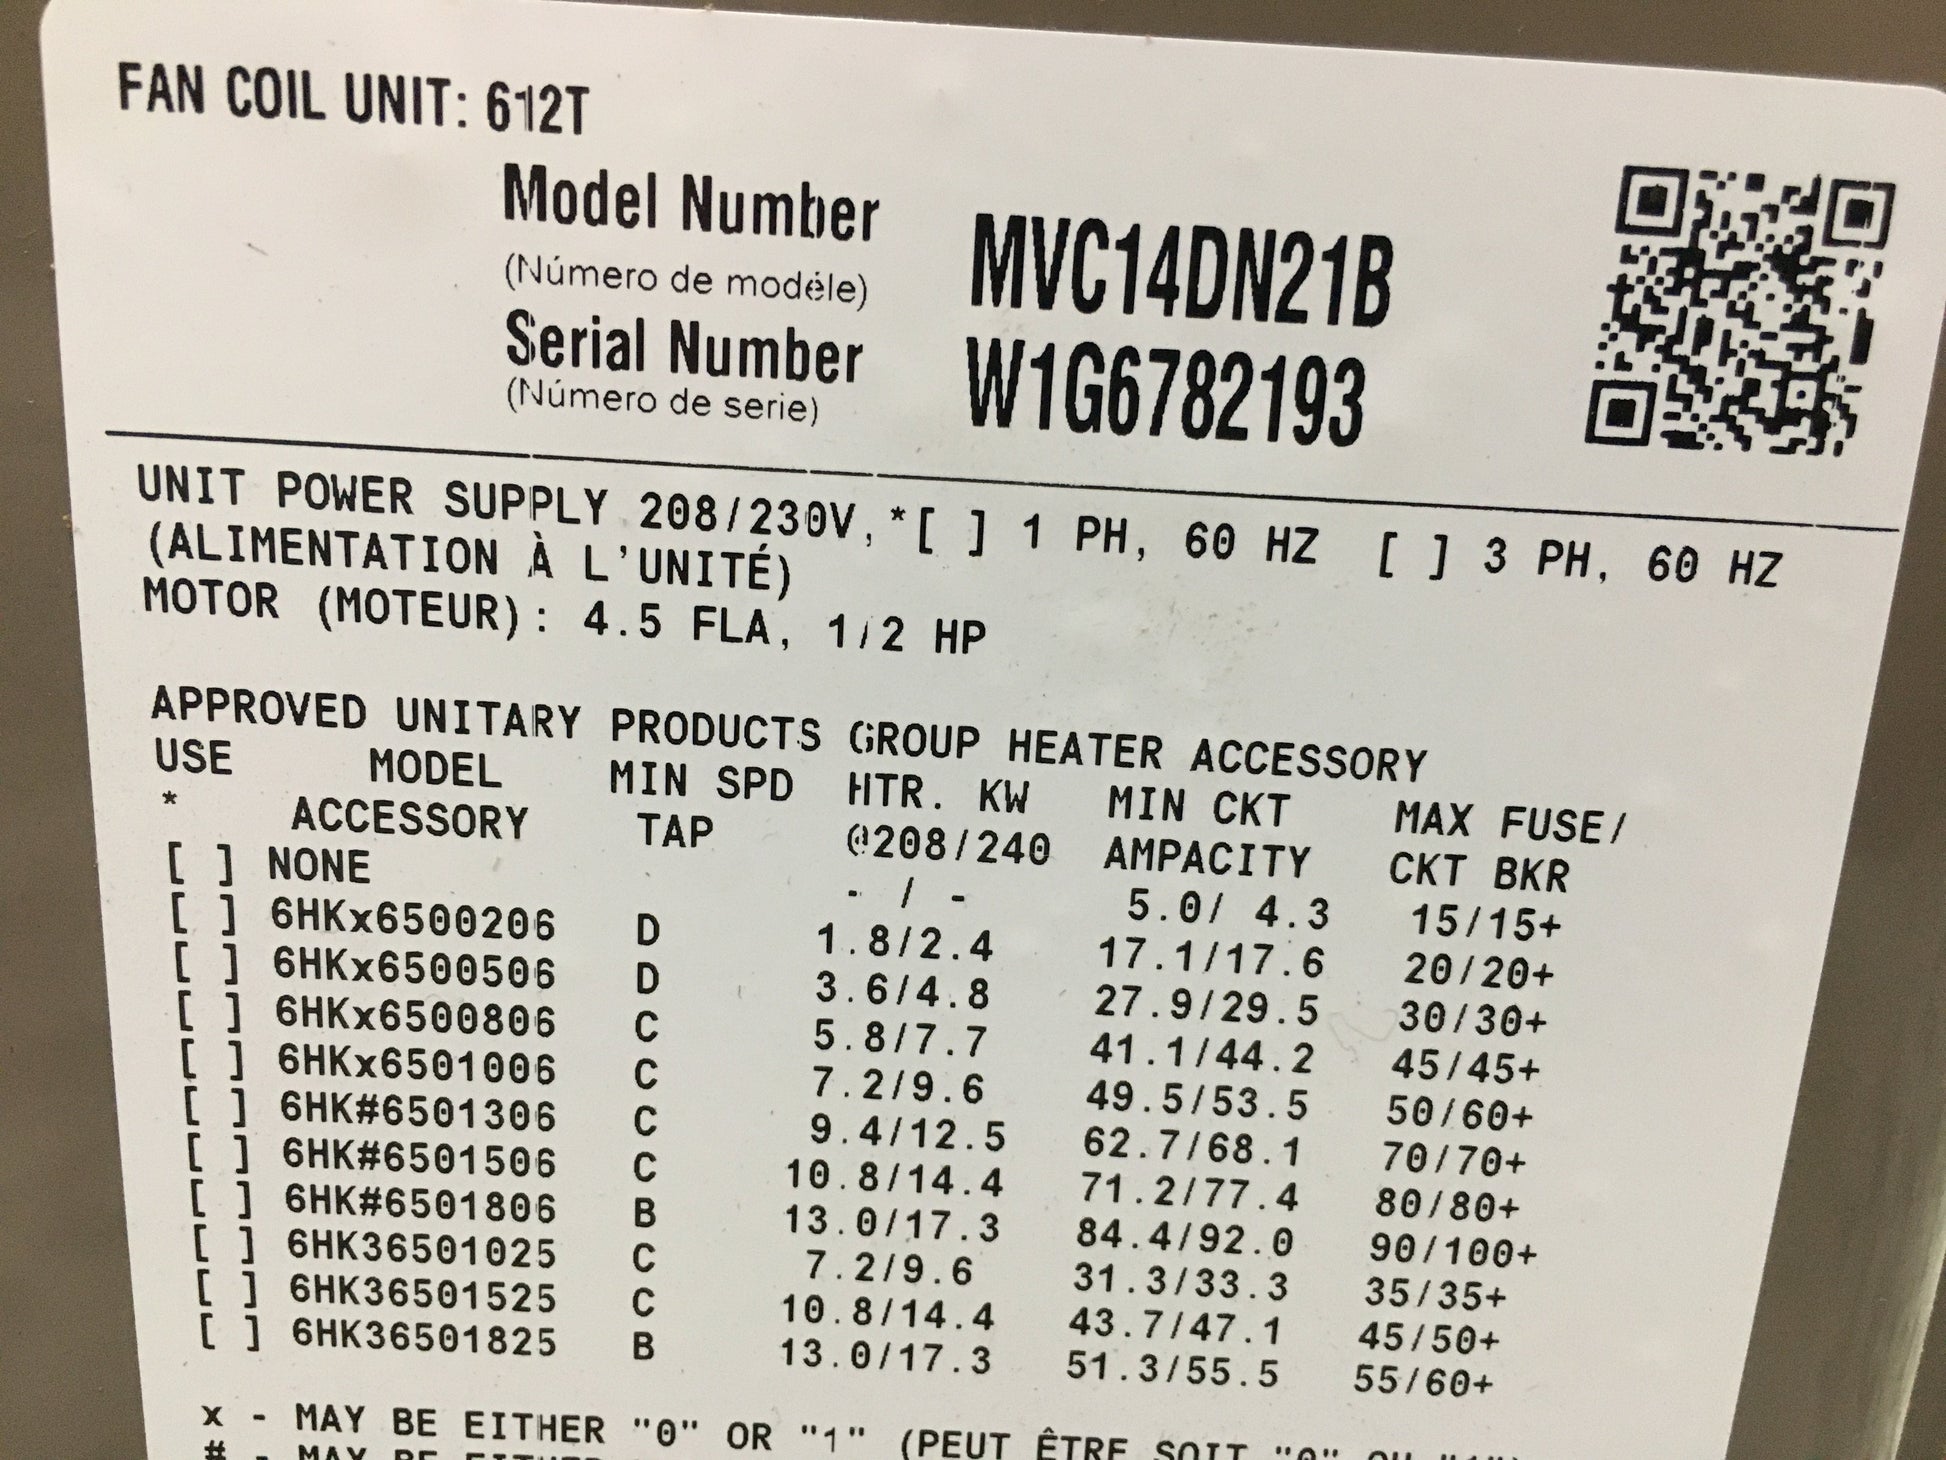 FAN COIL UNIT: 612T
Model Number MVC14DN21B
(Número de modéle)
Serial Number W1G6782193
(Número de serie)
UNIT POWER SUPPLY 208/230V, *[ ] 1 PH, 60 HZ [ ] 3 PH, 60 HZ
(ALIMENTATION À L'UNITÉ)
MOTOR (MOTEUR): 4.5 FLA, 1/2 HP
APPROVED UNITARY PRODUCTS GROUP HEATER ACCESSORY
USE MODEL MIN SPD HTR. KW MIN CKT MAX FUSE/
* ACCESSORY TAP @208/240 AMPACITY CKT BKR
[ ] NONE - / - 5.0/ 4.3 15/15+
[ ] 6HKx6500206 D 1.8/2.4 17.1/17.6 20/20+
[ ] 6HKx6500506 D 3.6/4.8 27.9/29.5 30/30+
[ ] 6HKx6500806 C 5.8/7.7 41.1/44.2 45/45+
[ ] 6HKx6501006 C 7.2/9.6 49.5/53.5 50/60+
[ ] 6HK#6501306 C 9.4/12.5 62.7/68.1 70/70+
[ ] 6HK#6501506 C 10.8/14.4 71.2/77.4 80/80+
[ ] 6HK#6501806 B 13.0/17.3 84.4/92.0 90/100+
[ ] 6HK36501025 C 7.2/9.6 31.3/33.3 35/35+
[ ] 6HK36501525 C 10.8/14.4 43.7/47.1 45/50+
[ ] 6HK36501825 B 13.0/17.3 51.3/55.5 55/60+
x - MAY BE EITHER "0" OR "1" (PEUT ÊTRE SOIT "0" OU "1")
# - MAY BE EITHER